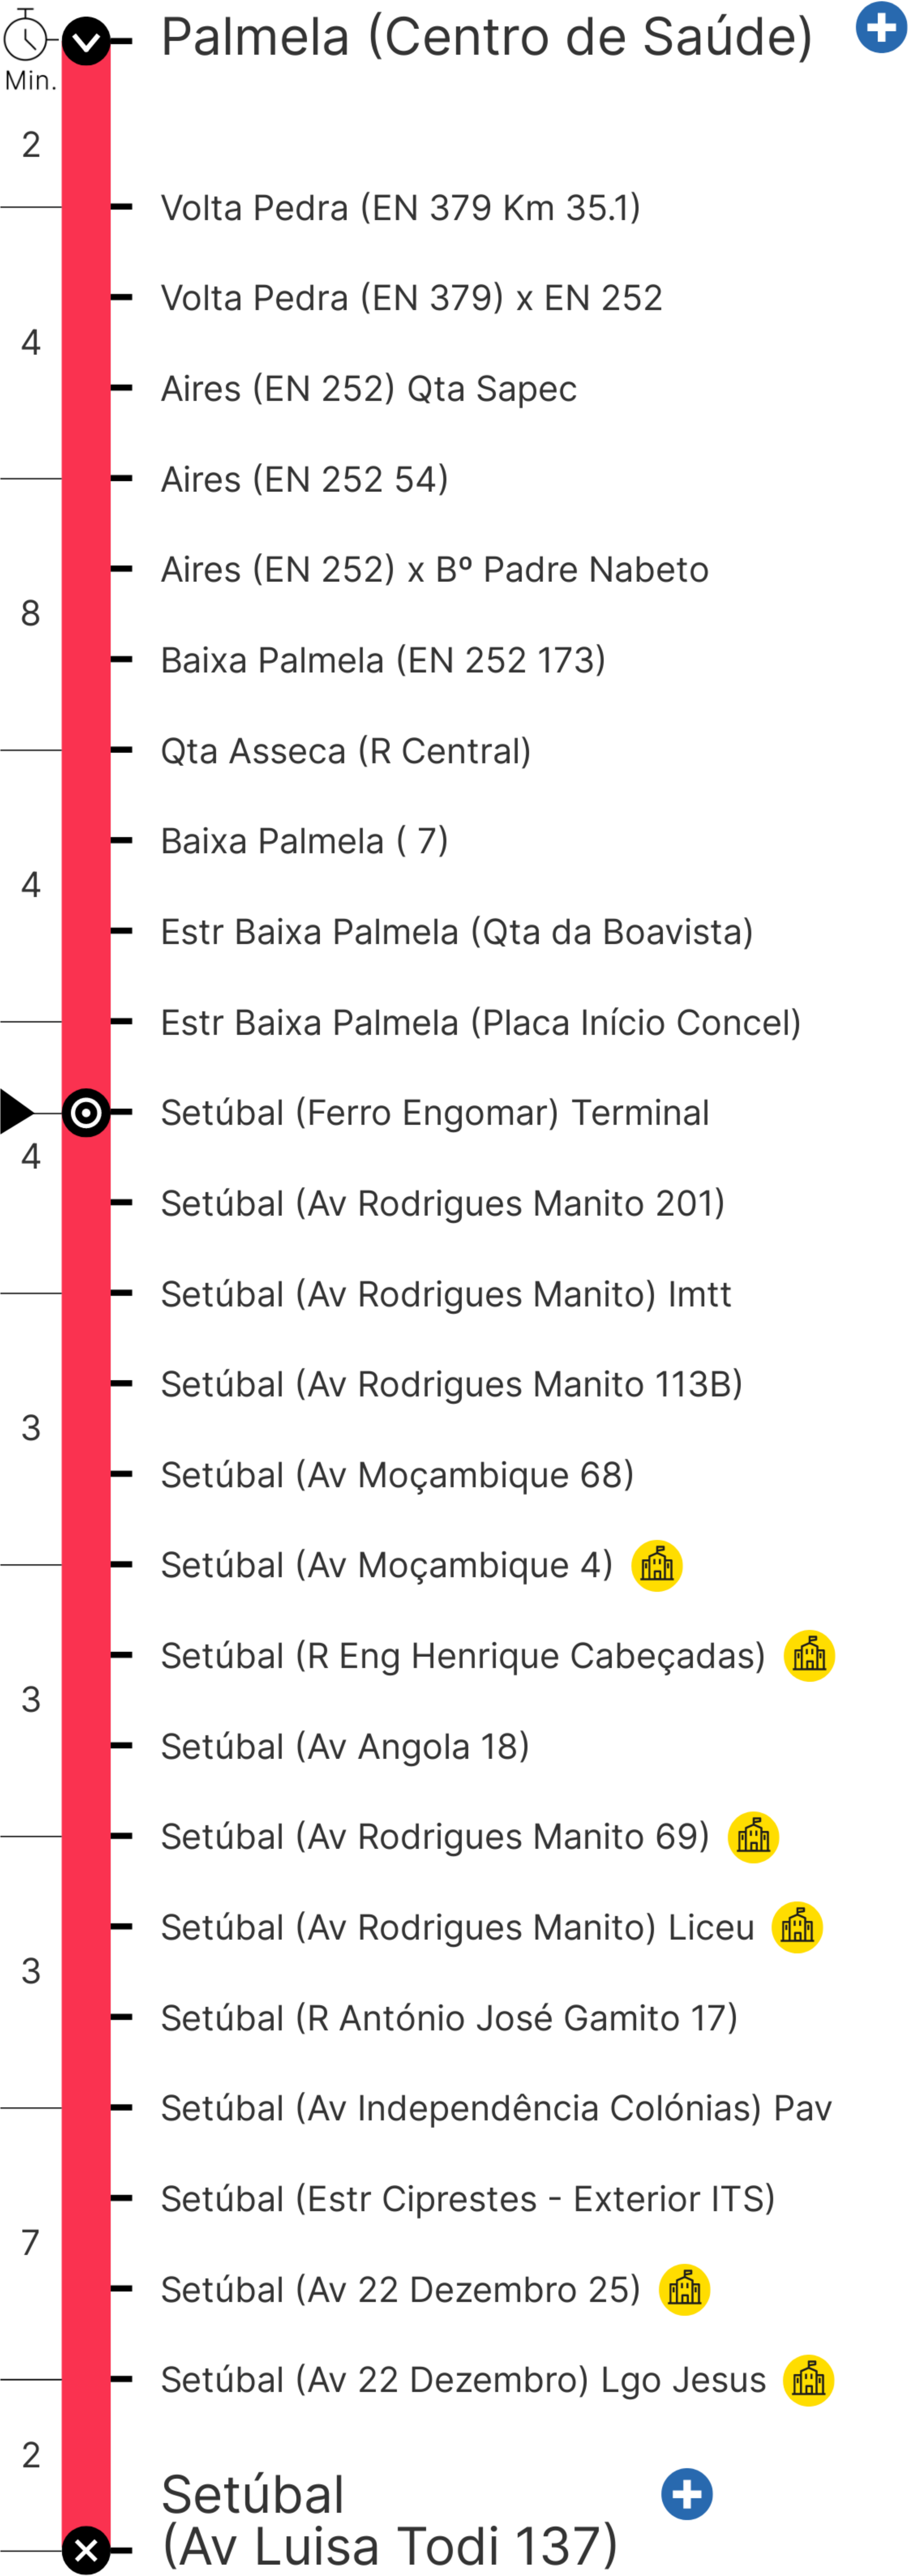 Palmela (Centro de Saúde)
Min.
2
Volta Pedra (EN 379 Km 35.1)
Volta Pedra (EN 379) x EN 252
4
Aires (EN 252) Qta Sapec
Aires (EN 252 54)
Aires (EN 252) x Bº Padre Nabeto
8
Baixa Palmela (EN 252 173)
Qta Asseca (R Central)
Baixa Palmela ( 7)
4
Estr Baixa Palmela (Qta da Boavista)
Estr Baixa Palmela (Placa Início Concel)
Setúbal (Ferro Engomar) Terminal
4
Setúbal (Av Rodrigues Manito 201)
Setúbal (Av Rodrigues Manito) Imtt
Setúbal (Av Rodrigues Manito 113B)
3
Setúbal (Av Moçambique 68)
Setúbal (Av Moçambique 4)
Setúbal (R Eng Henrique Cabeçadas)
3
Setúbal (Av Angola 18)
Setúbal (Av Rodrigues Manito 69)
Setúbal (Av Rodrigues Manito) Liceu
3
Setúbal (R António José Gamito 17)
Setúbal (Av Independência Colónias) Pav
Setúbal (Estr Ciprestes - Exterior ITS)
7
Setúbal (Av 22 Dezembro 25)
Setúbal (Av 22 Dezembro) Lgo Jesus
2
Setúbal
(Av Luisa Todi 137)